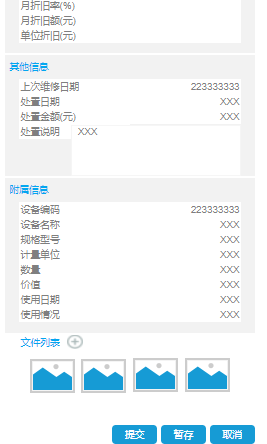 月折旧率(%)
月折旧额(元)
单位折旧(元)
其他信息
上次维修日期 223333333
处置日期 XXX
处置金额(元) XXX
处置说明 XXX
附属信息
设备编码 223333333
设备名称 XXX
规格型号 XXX
计量单位 XXX
数量 XXX
价值 XXX
使用日期 XXX
使用情况 XXX
文件列表
提交 暂存 取消